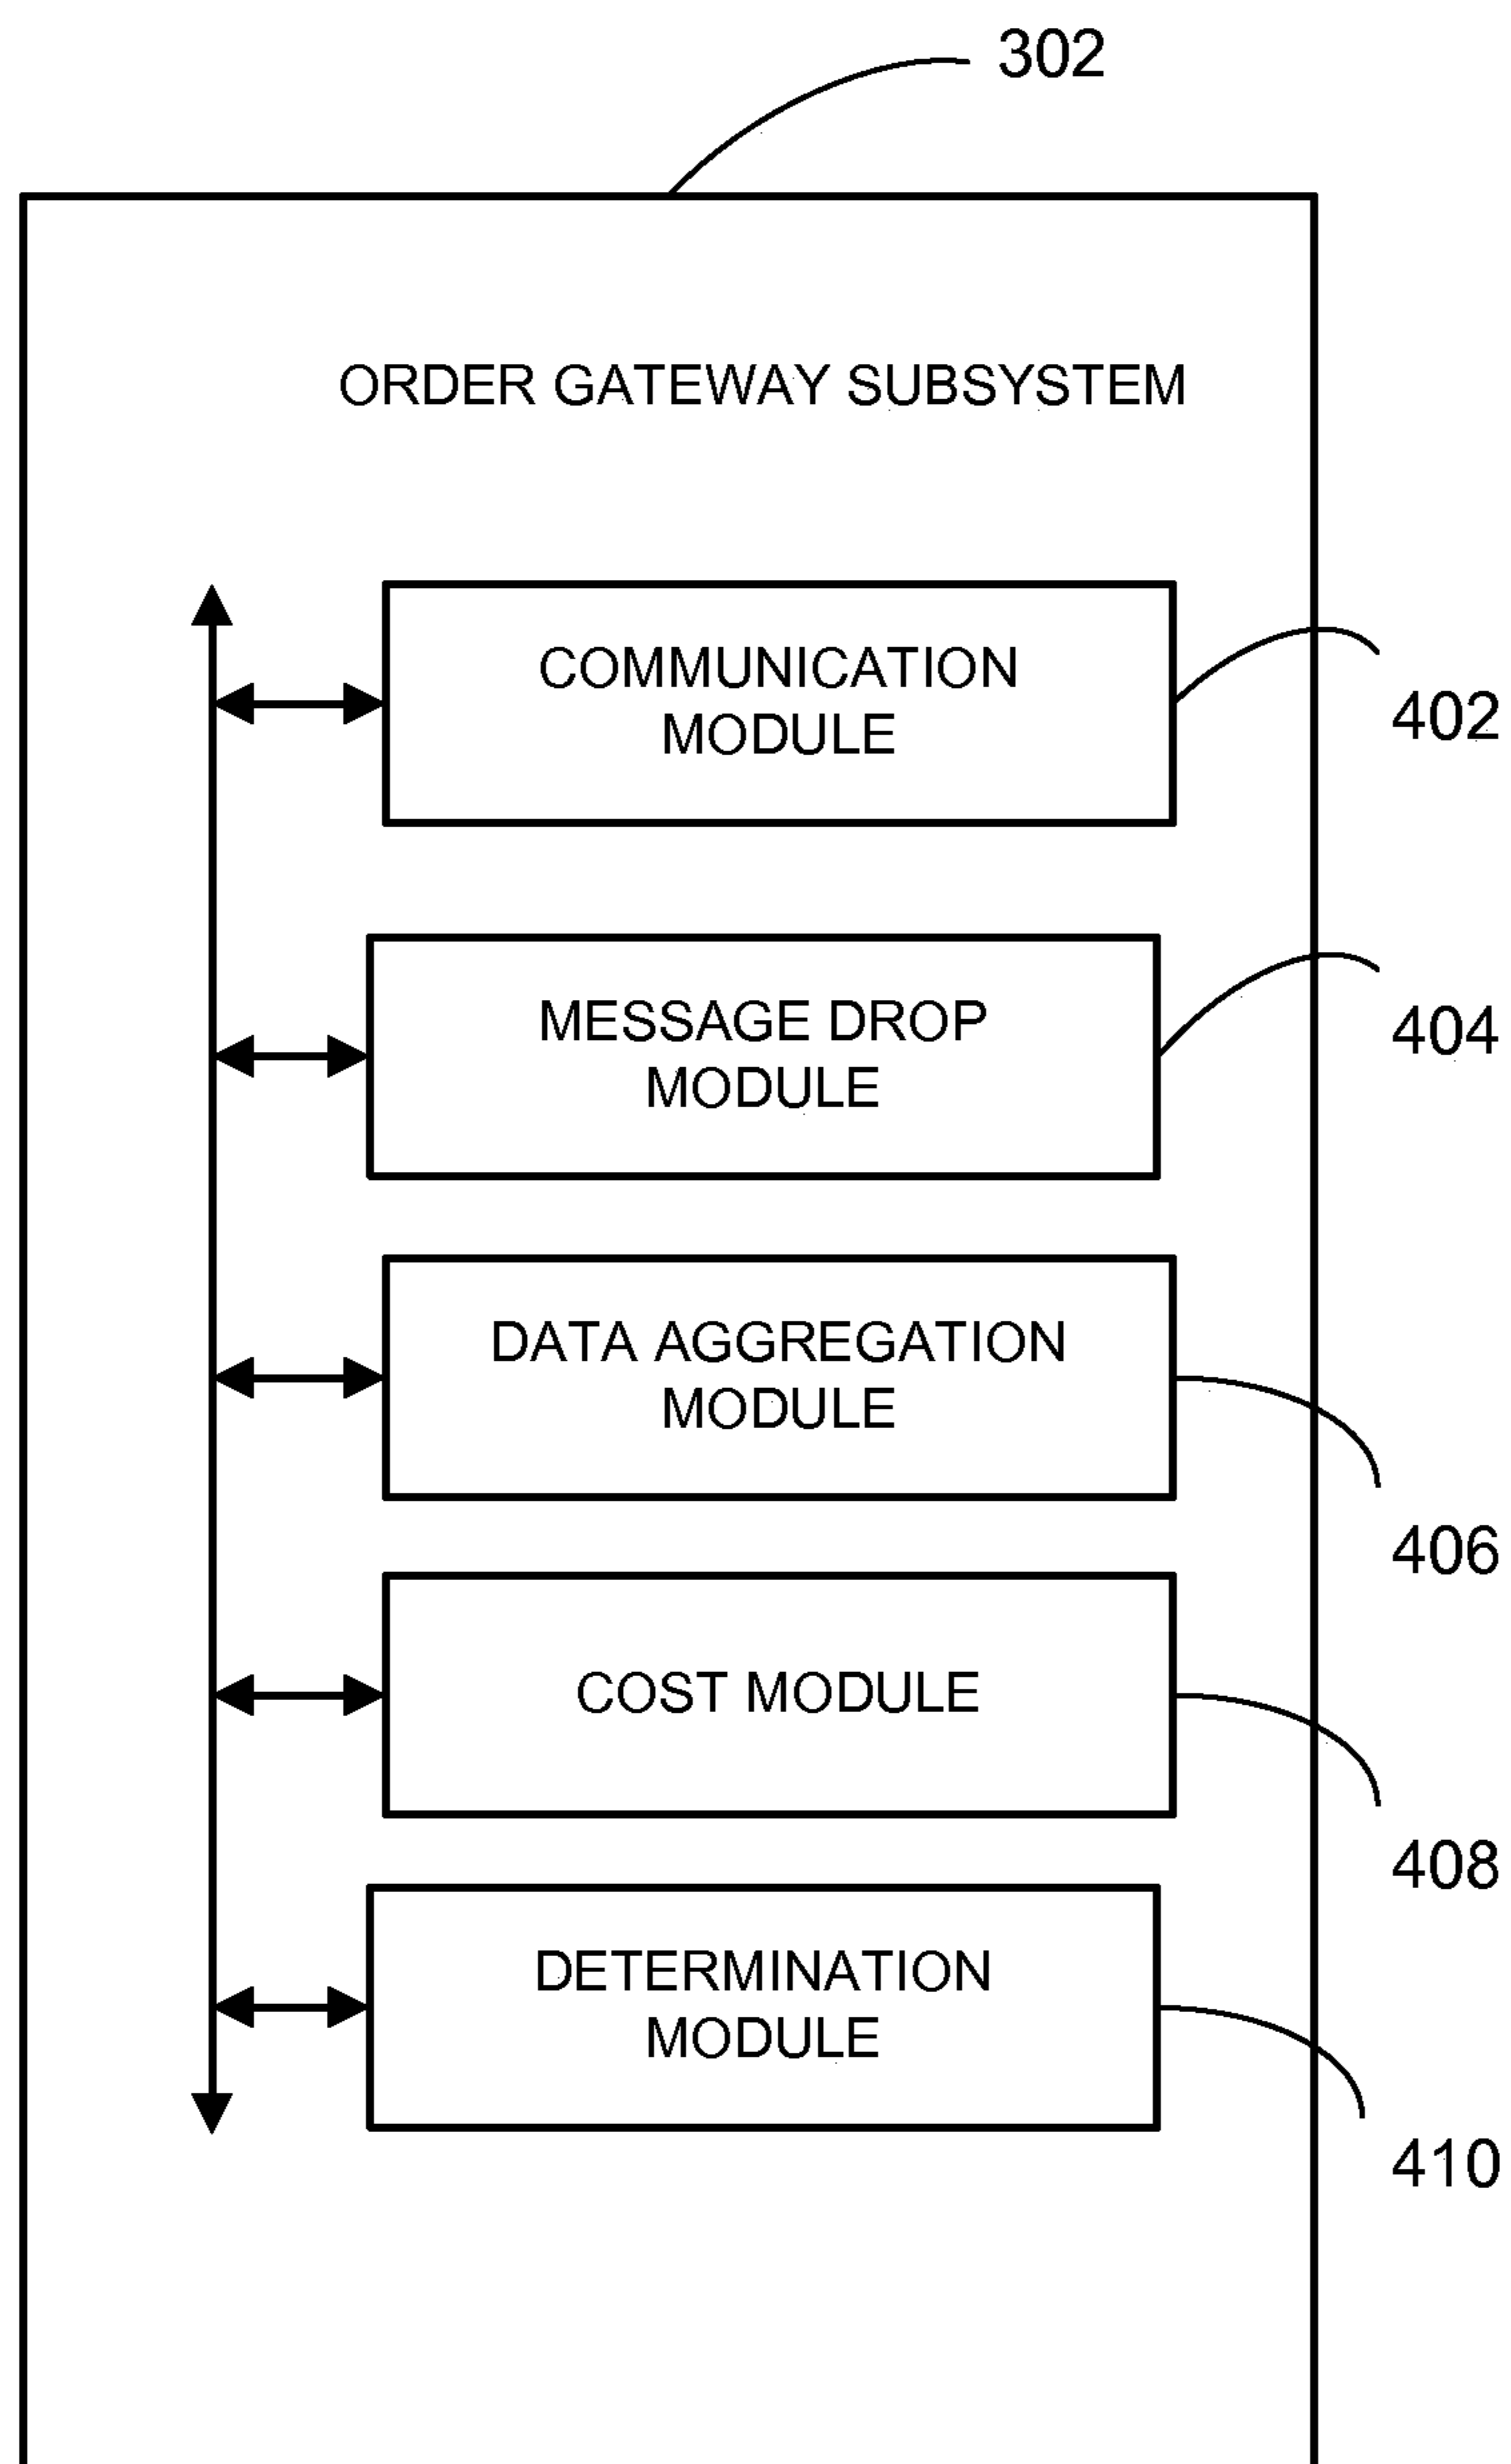 302
ORDER GATEWAY SUBSYSTEM
COMMUNICATION
MODULE
402
MESSAGE DROP
MODULE
404
DATA AGGREGATION
MODULE
406
COST MODULE
408
DETERMINATION
MODULE
410